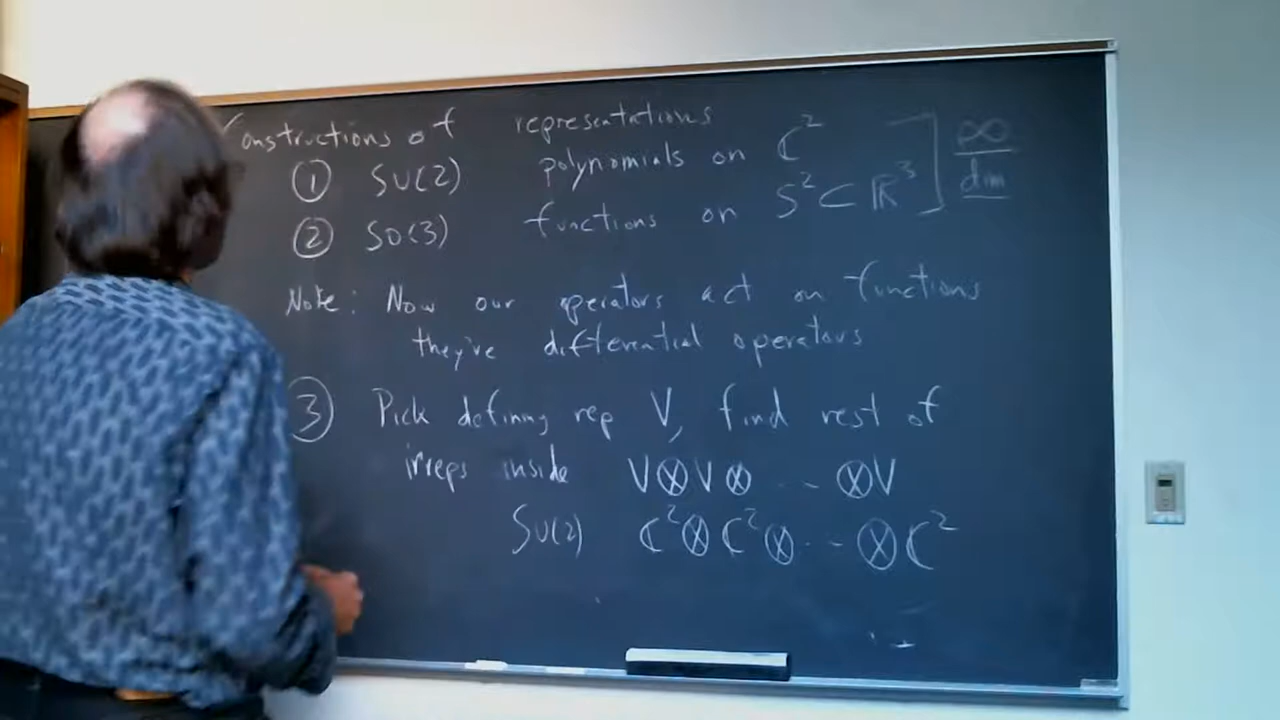 Constructions of representations
① SU(2) polynomials on ℂ² ] ∞ dim
② SO(3) functions on S² ⊂ ℝ³
Note: Now our operators act on functions
they've differential operators
③ Pick defining rep V, find rest of
irreps inside V⊗V⊗ ... ⊗V
SU(2) ℂ²⊗ℂ²⊗...⊗ℂ²